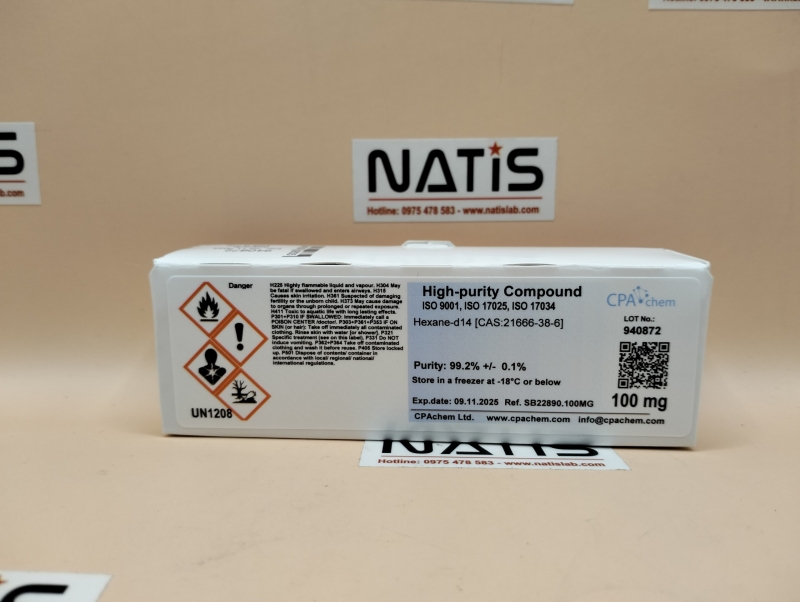 NATIS
Hotline: 0975 478 583 - www.natislab.com
Danger
H225 Highly flammable liquid and vapour. H304 May
be fatal if swallowed and enters airways. H315
Causes skin irritation. H361 Suspected of damaging
fertility or the unborn child. H373 May cause damage
to organs through prolonged or repeated exposure.
H411 Toxic to aquatic life with long lasting effects.
P301+P310 IF SWALLOWED: Immediately call a
POISON CENTER /doctor/. P303+P361+P353 IF ON
SKIN (or hair): Take off immediately all contaminated
clothing. Rinse skin with water [or shower]. P321
Specific treatment (see on this label). P331 Do NOT
induce vomiting. P362+P364 Take off contaminated
clothing and wash it before reuse. P405 Store locked
up. P501 Dispose of contents/ container in
accordance with local/ regional/ national/
international regulations.
UN1208
High-purity Compound
ISO 9001, ISO 17025, ISO 17034
Hexane-d14 [CAS:21666-38-6]
Purity: 99.2% +/- 0.1%
Store in a freezer at -18°C or below
Exp.date: 09.11.2025 Ref. SB22890.100MG
CPAchem Ltd. www.cpachem.com info@cpachem.com
CPAchem
LOT No.:
940872
100 mg
NATIS
Hotline: 0975 478 583 - www.natislab.com